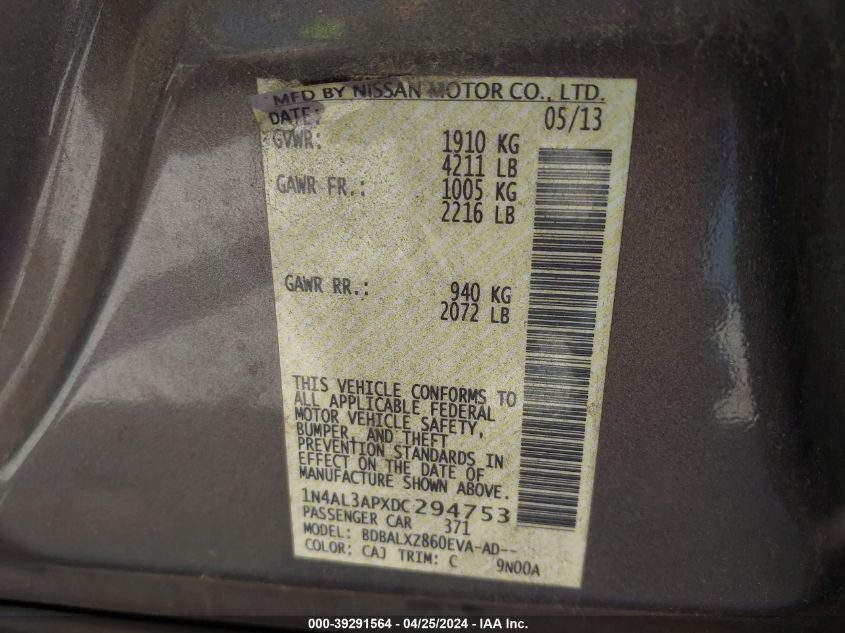 MFD BY NISSAN MOTOR CO., LTD.
DATE: 05/13
GVWR: 1910 KG
4211 LB
GAWR FR.: 1005 KG
2216 LB
GAWR RR.: 940 KG
2072 LB
THIS VEHICLE CONFORMS TO
ALL APPLICABLE FEDERAL
MOTOR VEHICLE SAFETY,
BUMPER, AND THEFT
PREVENTION STANDARDS IN
EFFECT ON THE DATE OF
MANUFACTURE SHOWN ABOVE.
1N4AL3APXDC294753
PASSENGER CAR 371
MODEL: BDBALXZ860EVA-AD--
COLOR: CAJ TRIM: C 9N00A
000-39291564 - 04/25/2024 - IAA Inc.